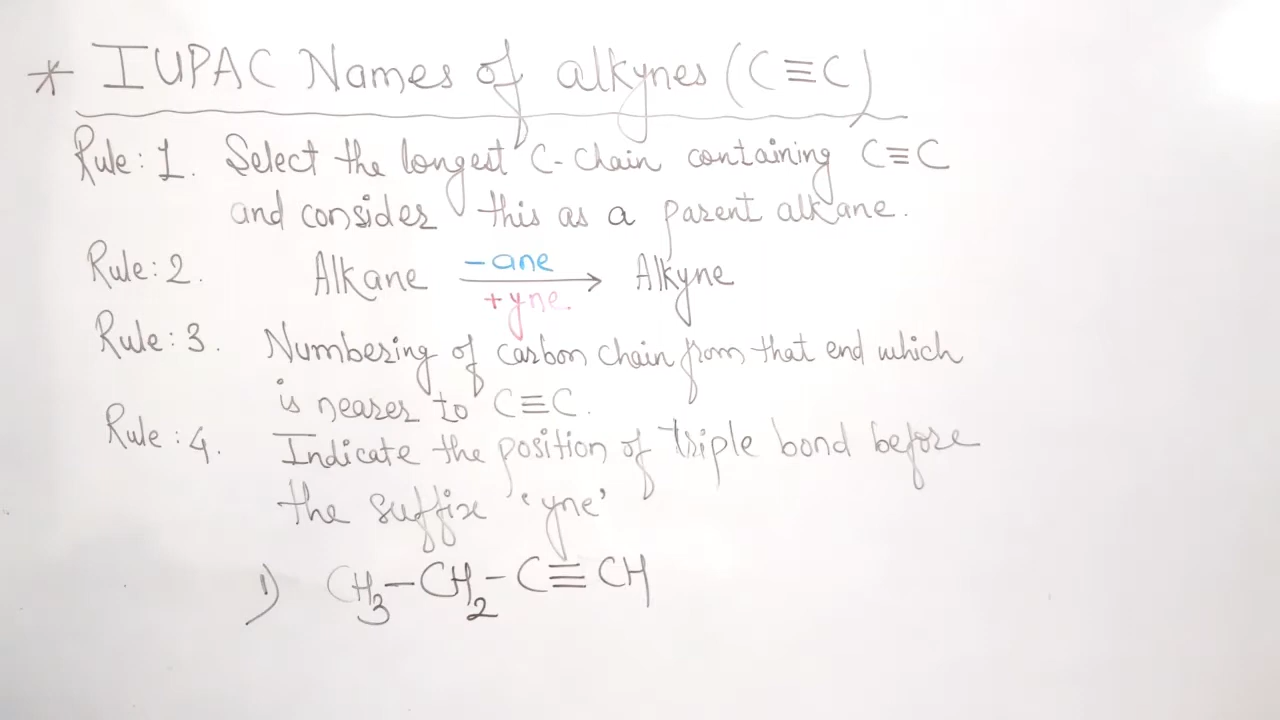 * IUPAC Names of alkynes (C≡C)
Rule: 1. Select the longest C-chain containing C≡C
and consider this as a parent alkane.
Rule: 2. Alkane -ane +yne. → Alkyne
Rule: 3. Numbering of carbon chain from that end which
is nearer to C≡C.
Rule: 4. Indicate the position of triple bond before
the suffix 'yne'
1) CH₃-CH₂-C≡CH